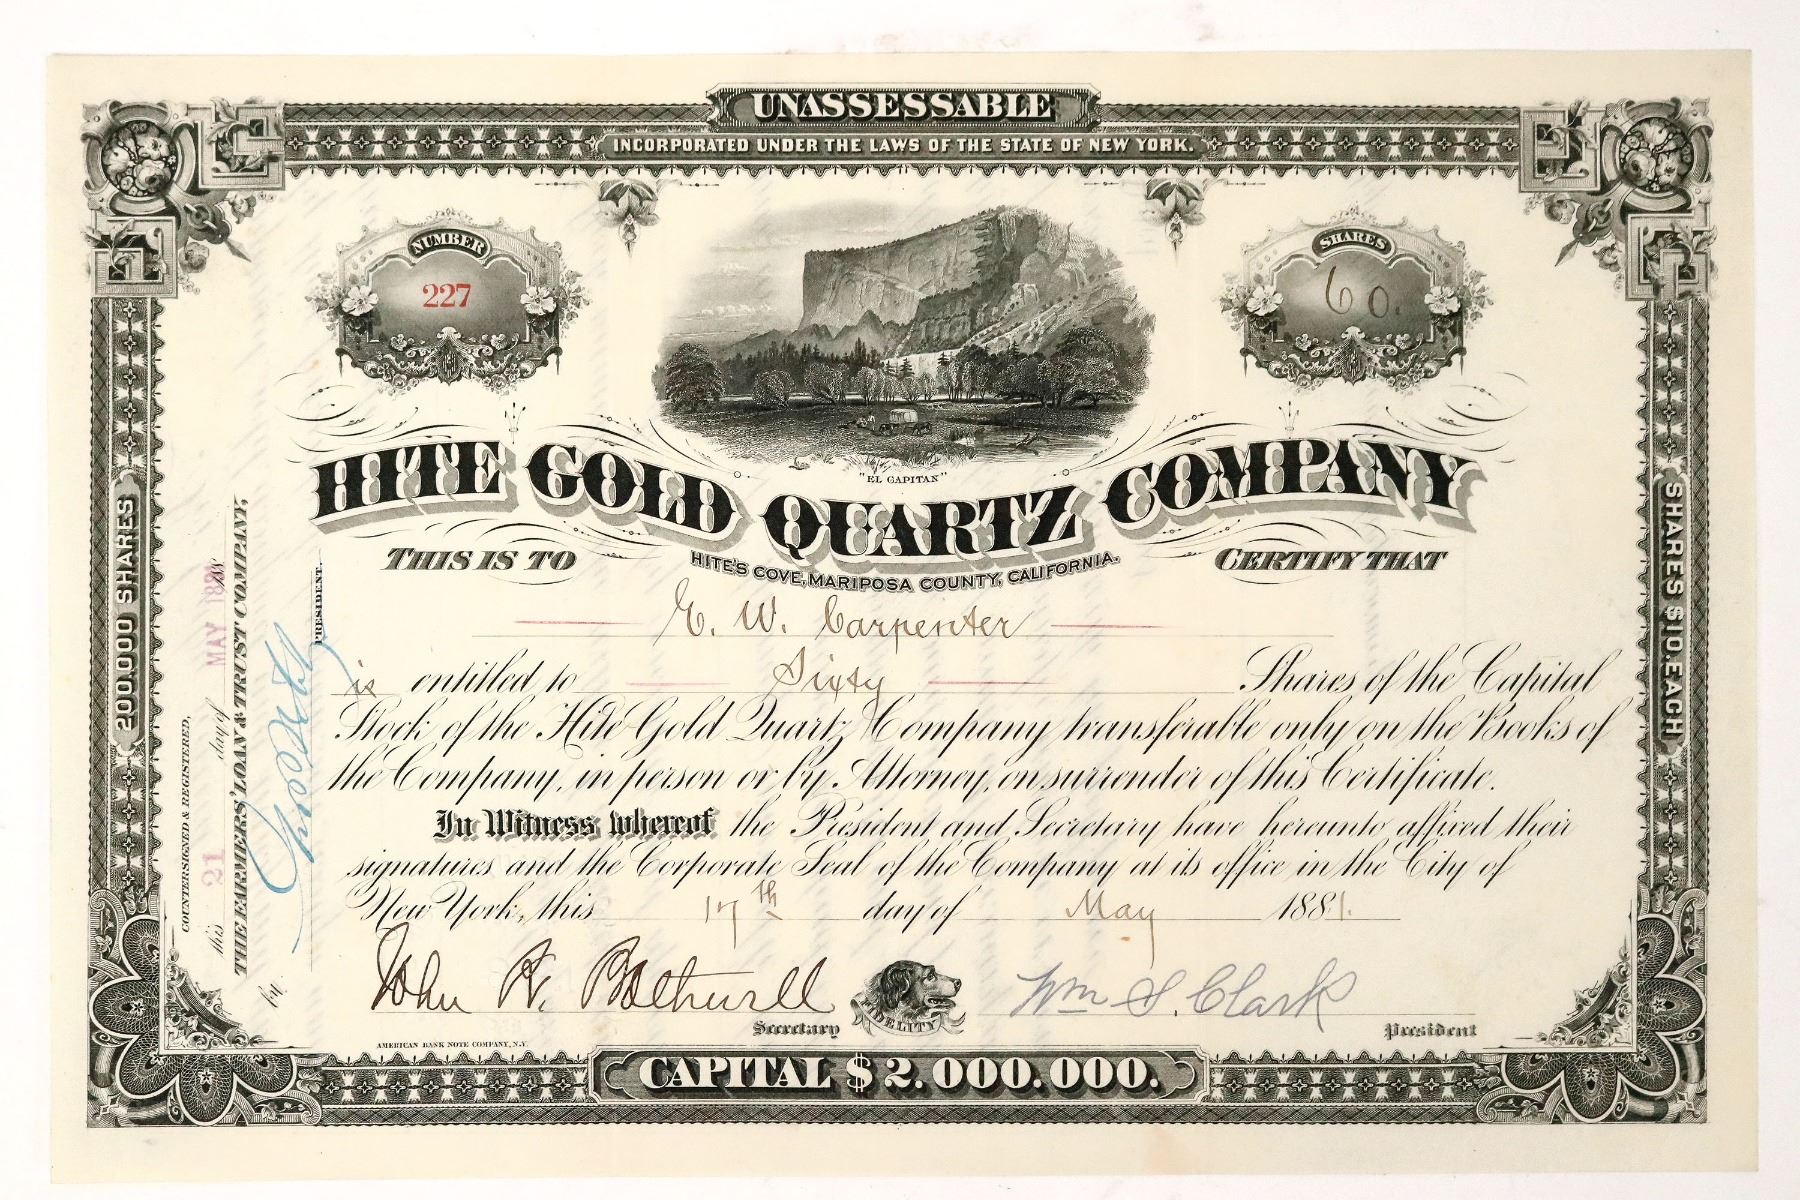 UNASSESSABLE
INCORPORATED UNDER THE LAWS OF THE STATE OF NEW YORK.
NUMBER
227
SHARES
60.
"EL CAPITAN"
HITE GOLD QUARTZ COMPANY
HITE'S COVE, MARIPOSA COUNTY, CALIFORNIA.
THIS IS TO CERTIFY THAT
E. W. Carpenter
is entitled to Sixty Shares of the Capital
Stock of the Hite Gold Quartz Company transferable only on the Books of
the Company, in person or by Attorney, on surrender of this Certificate.
In Witness whereof the President and Secretary have hereunto affixed their
signatures and the Corporate Seal of the Company at its office in the City of
New York, this 17th day of May 1881.
John R. Bothwell
Secretary
FIDELITY
Wm S. Clark
President
AMERICAN BANK NOTE COMPANY, N.Y.
CAPITAL $2.000.000.
200.000 SHARES
SHARES $10. EACH
COUNTERSIGNED & REGISTERED,
this 21 day of MAY 188
THE FARMERS' LOAN & TRUST COMPANY,
by
PRESIDENT.